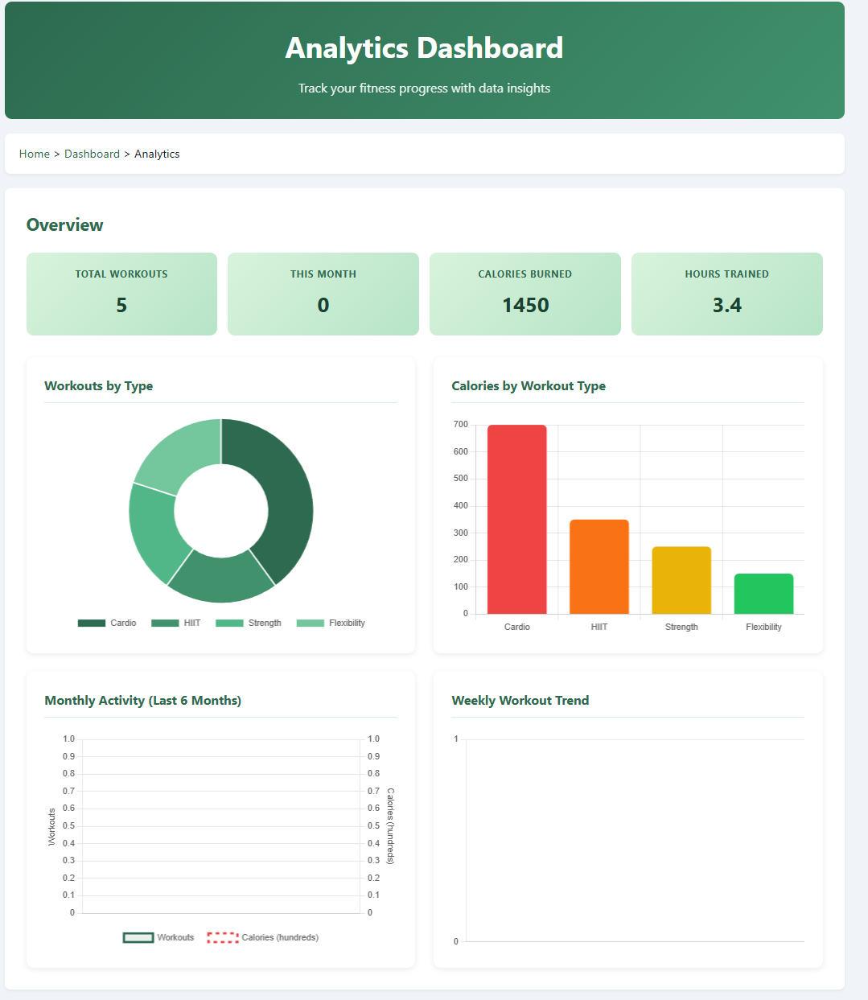 Analytics Dashboard
Track your fitness progress with data insights
Home > Dashboard > Analytics
Overview
TOTAL WORKOUTS
5
THIS MONTH
0
CALORIES BURNED
1450
HOURS TRAINED
3.4
Workouts by Type
Cardio HIIT Strength Flexibility
Calories by Workout Type
700
600
500
400
300
200
100
0
Cardio HIIT Strength Flexibility
Monthly Activity (Last 6 Months)
Workouts
1.0
0.9
0.8
0.7
0.6
0.5
0.4
0.3
0.2
0.1
0
1.0
0.9
0.8
0.7
0.6
0.5
0.4
0.3
0.2
0.1
0
Calories (hundreds)
Workouts Calories (hundreds)
Weekly Workout Trend
1
0